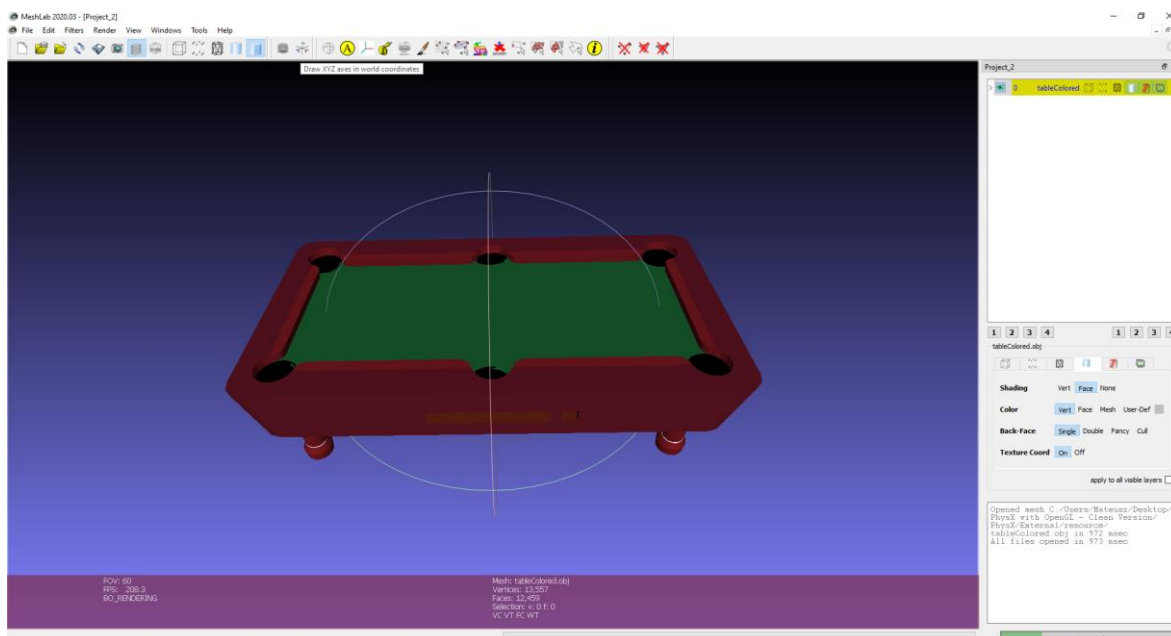 MeshLab 2020.03 - [Project_2]
File Edit Filters Render View Windows Tools Help
A
i
Draw XYZ axes in world coordinates
Project_2
0 tableColored
1 2 3 4 1 2 3 4
tableColored.obj
Shading Vert Face None
Color Vert Face Mesh User-Def
Back-Face Single Double Fancy Cull
Texture Coord On Off
apply to all visible layers
Opened mesh C:/Users/Mateusz/Desktop/
PhysX with OpenGL - Clean Version/
PhysX/External/resource/
tableColored.obj in 972 msec
All files opened in 973 msec
FOV: 60
FPS: 208.3
BO_RENDERING
Mesh: tableColored.obj
Vertices: 13,557
Faces: 12,459
Selection: v: 0 f: 0
VC VT FC WT